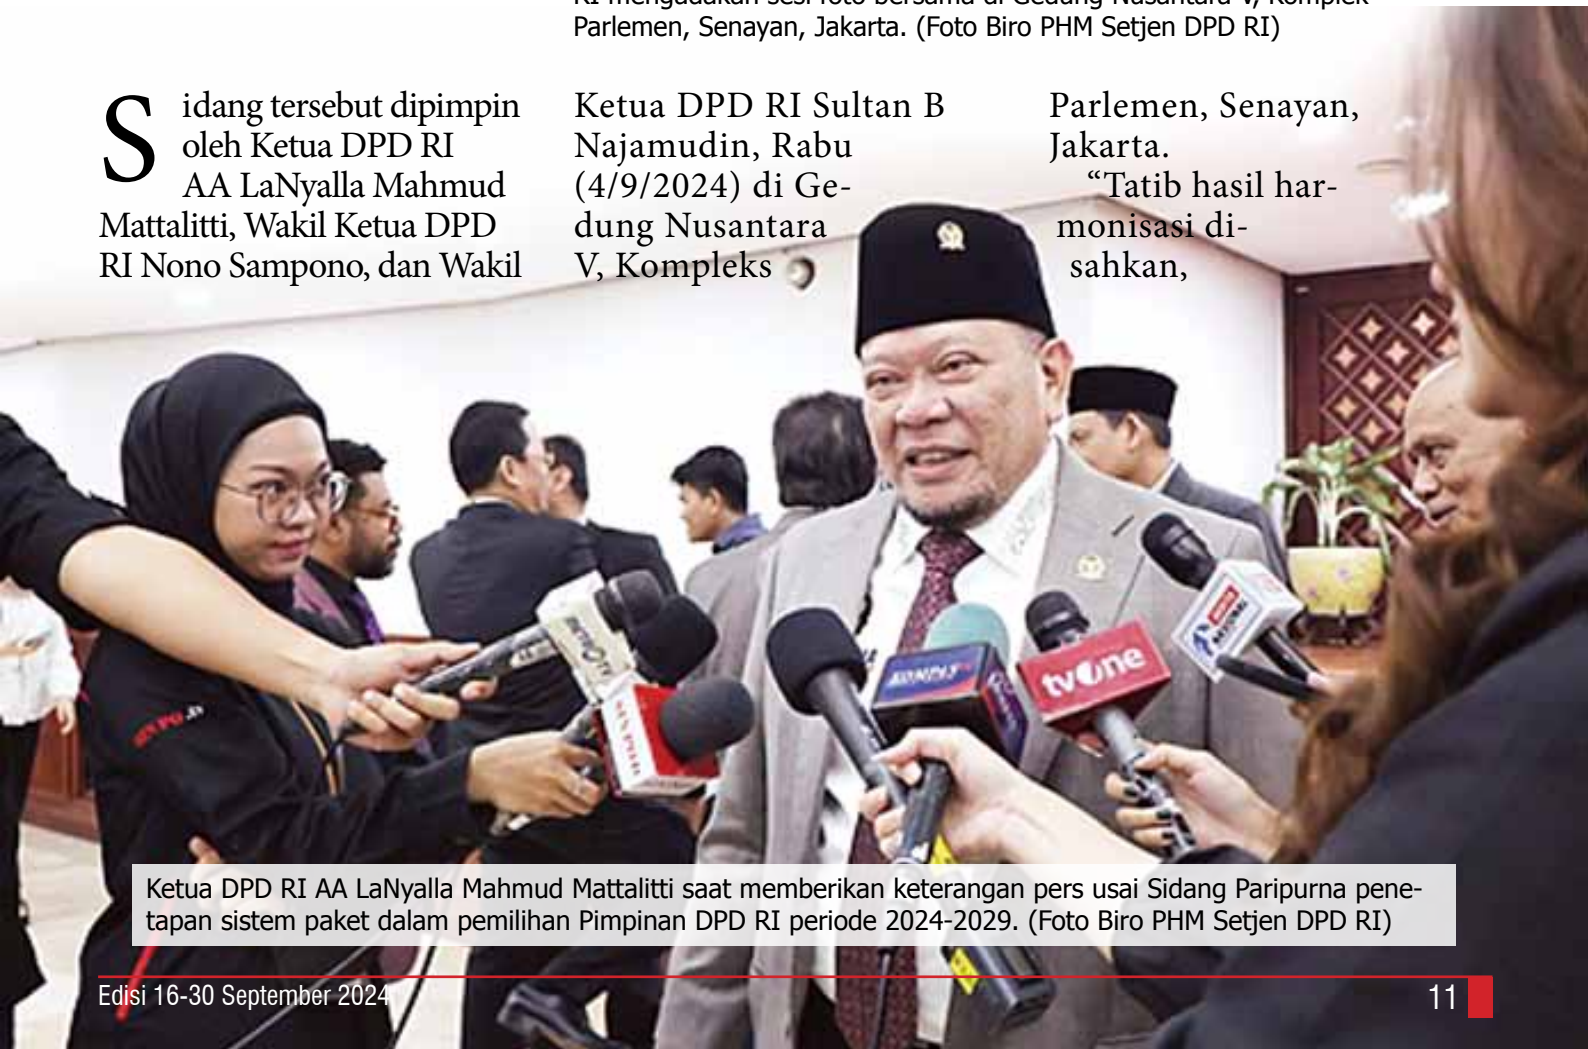 Parlemen, Senayan, Jakarta. (Foto Biro PHM Setjen DPD RI)
Sidang tersebut dipimpin
oleh Ketua DPD RI
AA LaNyalla Mahmud
Mattalitti, Wakil Ketua DPD
RI Nono Sampono, dan Wakil
Ketua DPD RI Sultan B
Najamudin, Rabu
(4/9/2024) di Ge-
dung Nusantara
V, Kompleks
Parlemen, Senayan,
Jakarta.
“Tatib hasil har-
monisasi di-
sahkan,
tvOne
Ketua DPD RI AA LaNyalla Mahmud Mattalitti saat memberikan keterangan pers usai Sidang Paripurna pene-
tapan sistem paket dalam pemilihan Pimpinan DPD RI periode 2024-2029. (Foto Biro PHM Setjen DPD RI)
Edisi 16-30 September 2024
11